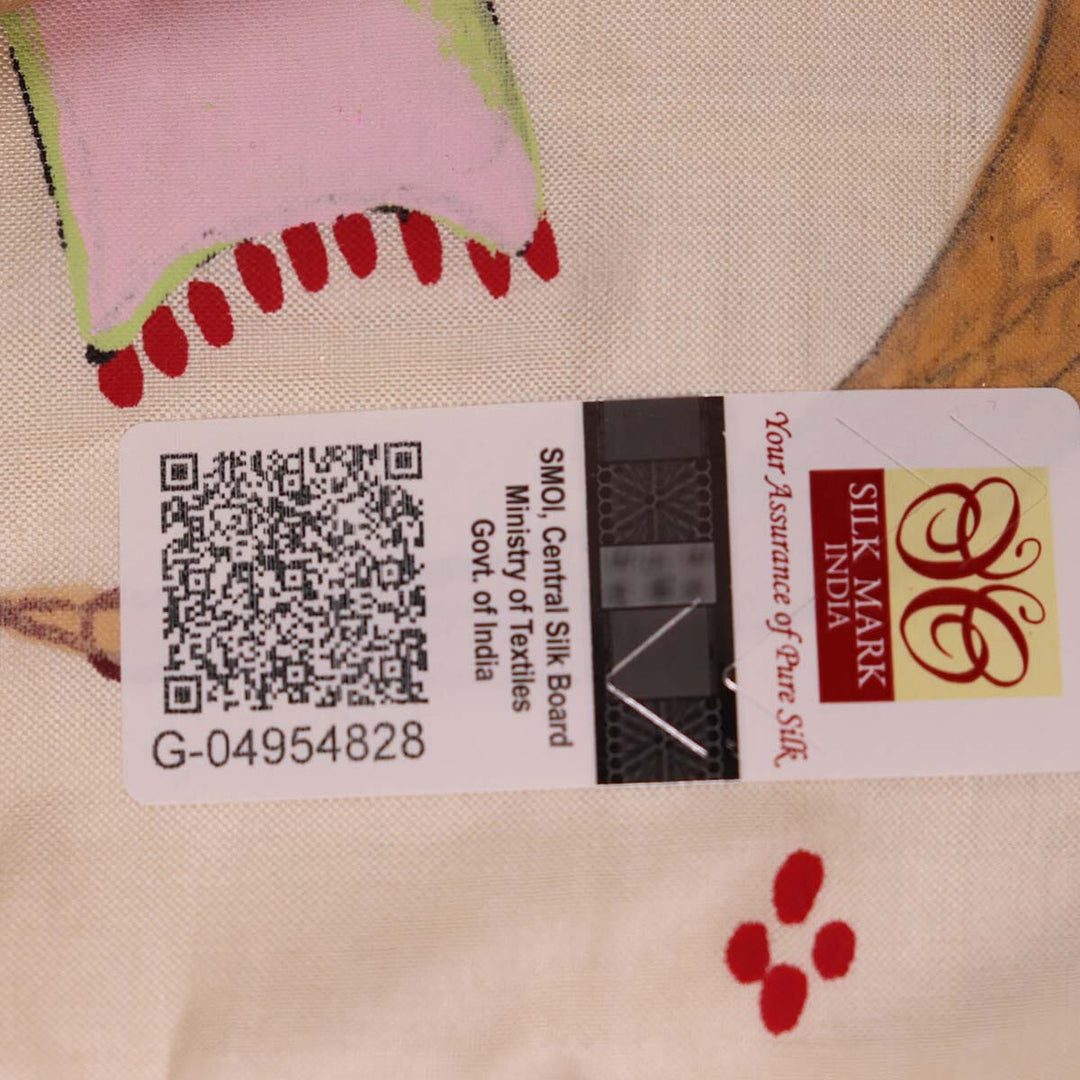 SILK MARK
INDIA
Your Assurance of Pure Silk
SMOI, Central Silk Board
Ministry of Textiles
Govt. of India
G-04954828